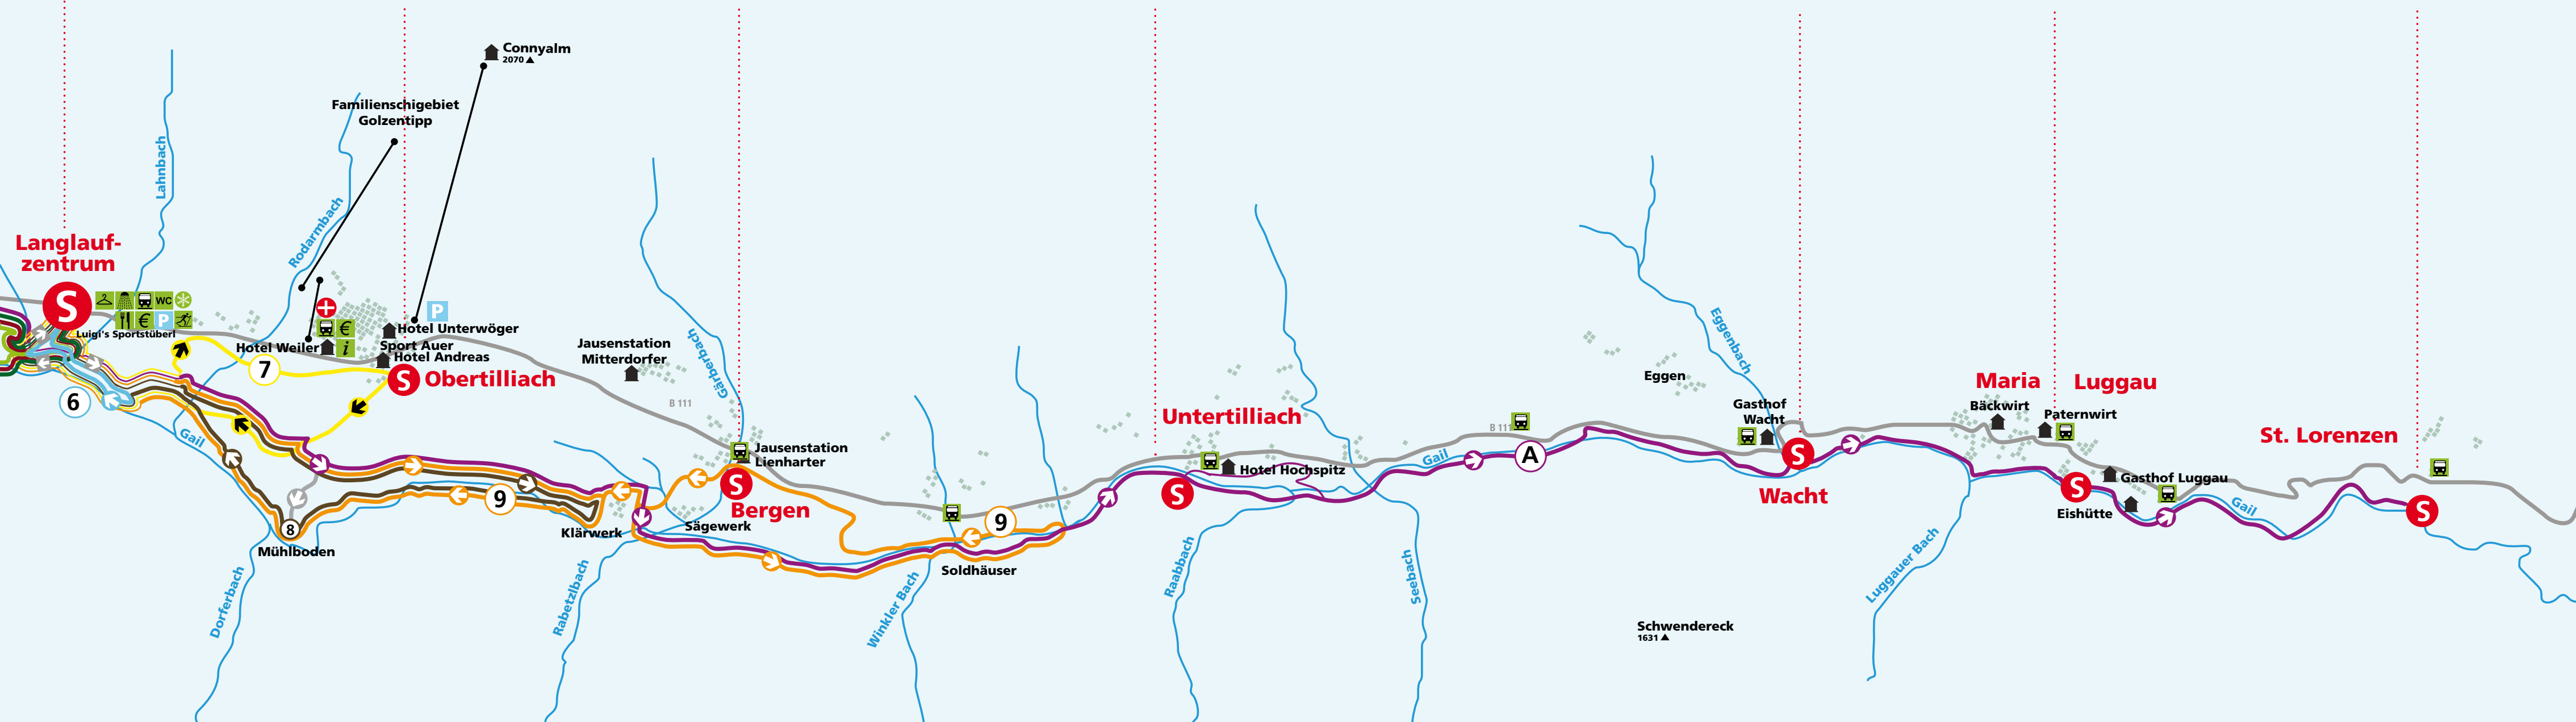 Connyalm
2070
Familienschigebiet
Golzentipp
Lahnbach
Rodarmbach
Langlauf-
zentrum
S
WC
€
P
Luigi's Sportstüberl
6
7
P
€
i
Hotel Unterwöger
Hotel Weiler
Sport Auer
Hotel Andreas
S
Obertilliach
Gail
8
Mühlboden
Dorferbach
9
Jausenstation
Mitterdorfer
Gärberbach
B 111
Jausenstation
Lienharter
S
Bergen
Sägewerk
Klärwerk
Rabetzlbach
9
Soldhäuser
Winkler Bach
Untertilliach
Hotel Hochspitz
S
Raabbach
Seebach
Gail
B 111
A
Eggen
Eggenbach
Gasthof
Wacht
S
Wacht
Schwendereck
1631
Maria
Luggau
Bäckwirt
Paternwirt
S
Gasthof Luggau
Eishütte
Luggauer Bach
Gail
St. Lorenzen
S